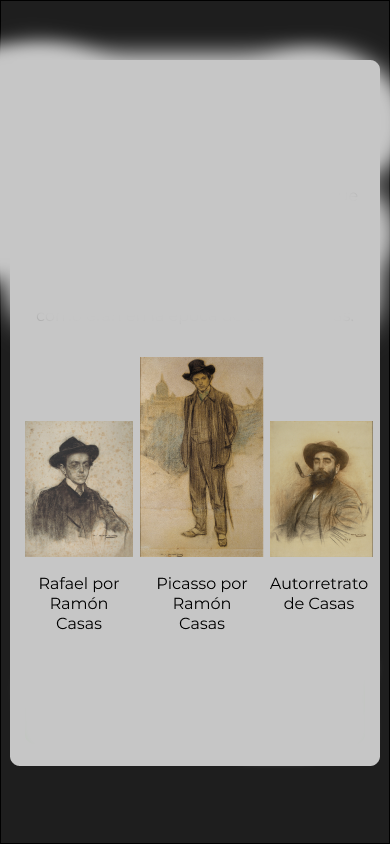 Rafael por
Ramón
Casas
Picasso por
Ramón
Casas
Autorretrato
de Casas